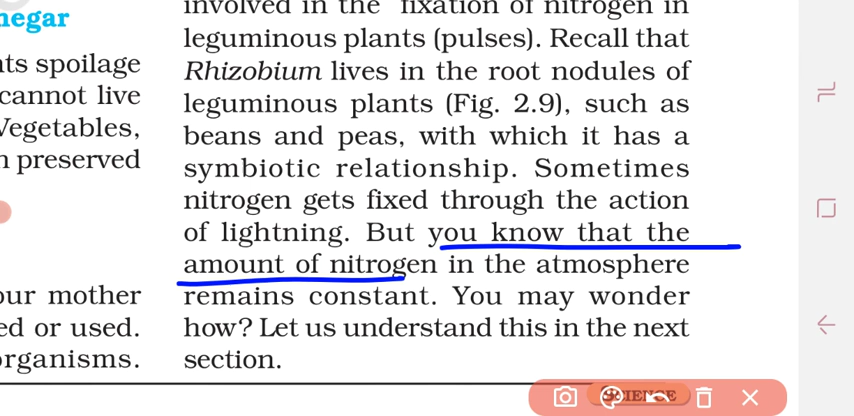 negar
nts spoilage
cannot live
Vegetables,
n preserved
our mother
ed or used.
organisms.
involved in the fixation of nitrogen in
leguminous plants (pulses). Recall that
Rhizobium lives in the root nodules of
leguminous plants (Fig. 2.9), such as
beans and peas, with which it has a
symbiotic relationship. Sometimes
nitrogen gets fixed through the action
of lightning. But you know that the
amount of nitrogen in the atmosphere
remains constant. You may wonder
how? Let us understand this in the next
section.
SCIENCE